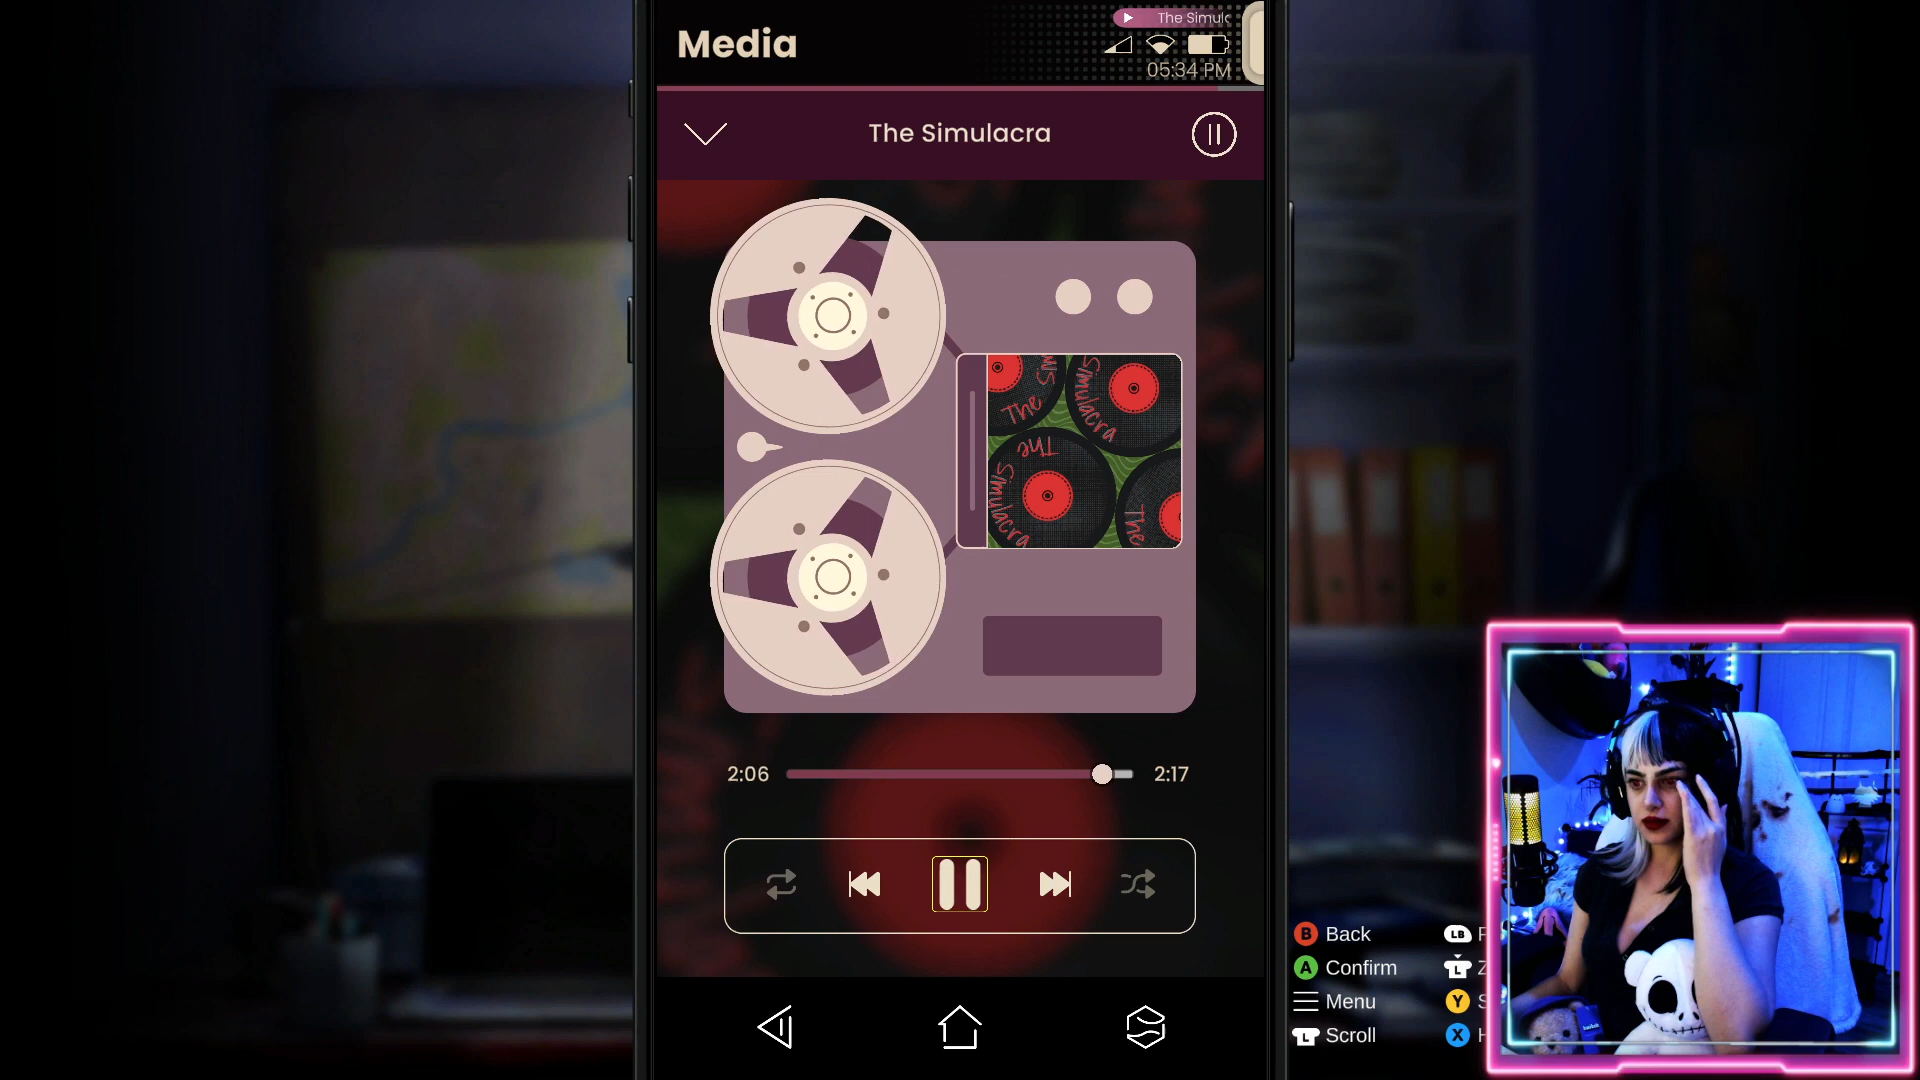 Media
The Simulc
05:34 PM
The Simulacra
The
Simulacra
The
Simulacra
The
2:06
2:17
B Back
LB
A Confirm
L
Menu
Y
L Scroll
X